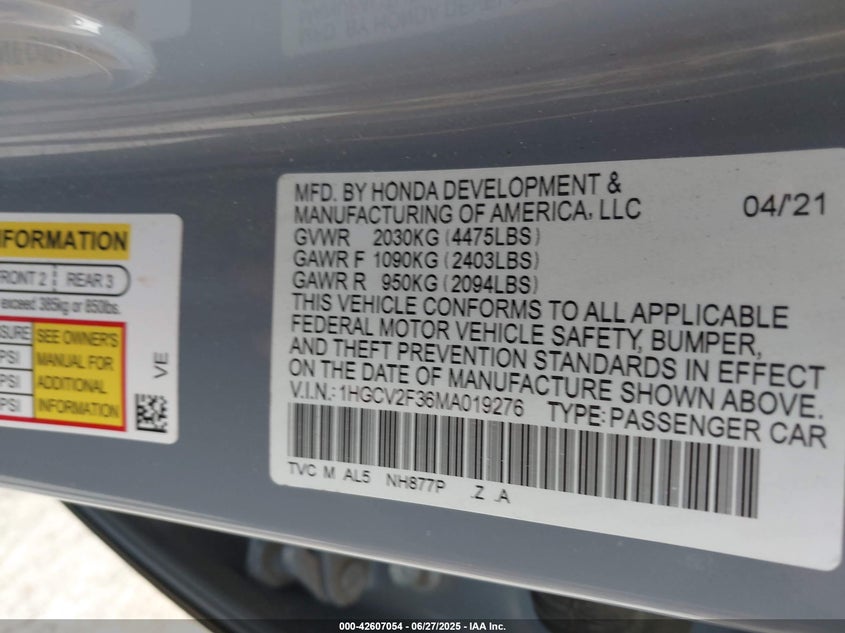 NFORMATION
FRONT 2 REAR 3
exceed 385kg or 850lbs.
SURE
PSI
PSI
PSI
SEE OWNER'S
MANUAL FOR
ADDITIONAL
INFORMATION
VE
MFD. BY HONDA DEVELOPMENT &
MANUFACTURING OF AMERICA, LLC 04/'21
GVWR 2030KG (4475LBS)
GAWR F 1090KG (2403LBS)
GAWR R 950KG (2094LBS)
THIS VEHICLE CONFORMS TO ALL APPLICABLE
FEDERAL MOTOR VEHICLE SAFETY, BUMPER,
AND THEFT PREVENTION STANDARDS IN EFFECT
ON THE DATE OF MANUFACTURE SHOWN ABOVE.
V.I.N.: 1HGCV2F36MA019276 TYPE: PASSENGER CAR
TVC M AL5 NH877P .Z .A
000-42607054 - 06/27/2025 - IAA Inc.